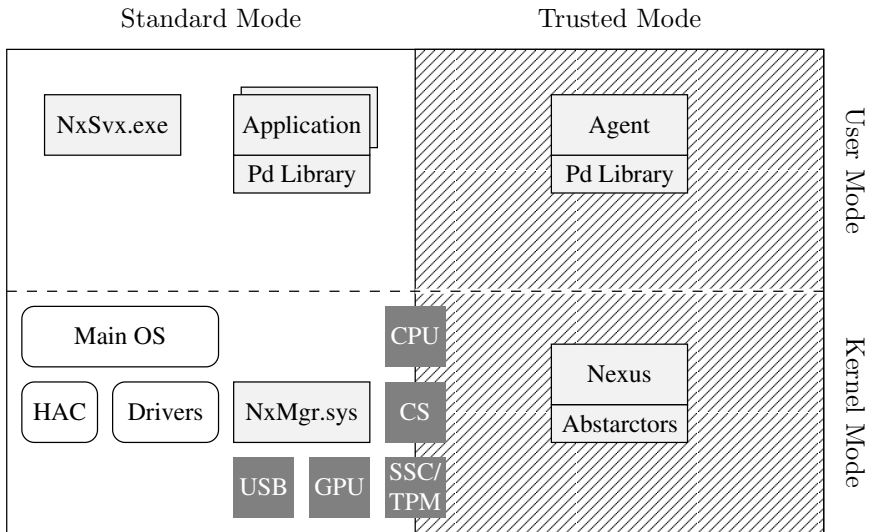 Standard Mode
Trusted Mode
NxSvx.exe
Application
Pd Library
Agent
Pd Library
User Mode
Main OS
CPU
Nexus
Abstarctors
HAC
Drivers
NxMgr.sys
CS
USB
GPU
SSC/
TPM
Kernel Mode